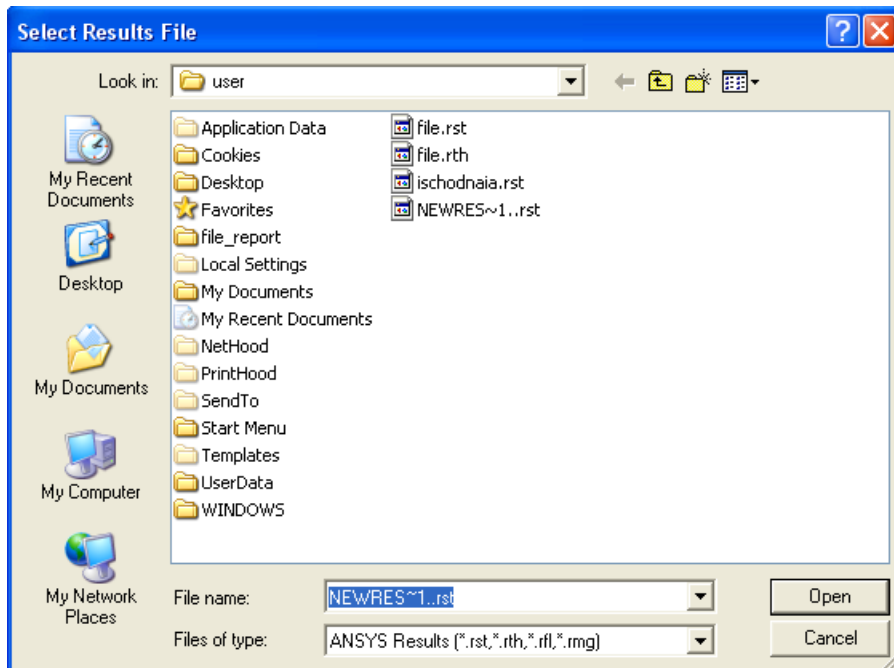 Select Results File
Look in:
user
My Recent
Documents
Desktop
My Documents
My Computer
My Network
Places
Application Data
Cookies
Desktop
Favorites
file_report
Local Settings
My Documents
My Recent Documents
NetHood
PrintHood
SendTo
Start Menu
Templates
UserData
WINDOWS
file.rst
file.rth
ischodnaia.rst
NEWRES~1..rst
File name:
NEWRES~1..rst
Open
Files of type:
ANSYS Results (*.rst,*.rth,*.rfl,*.rmg)
Cancel